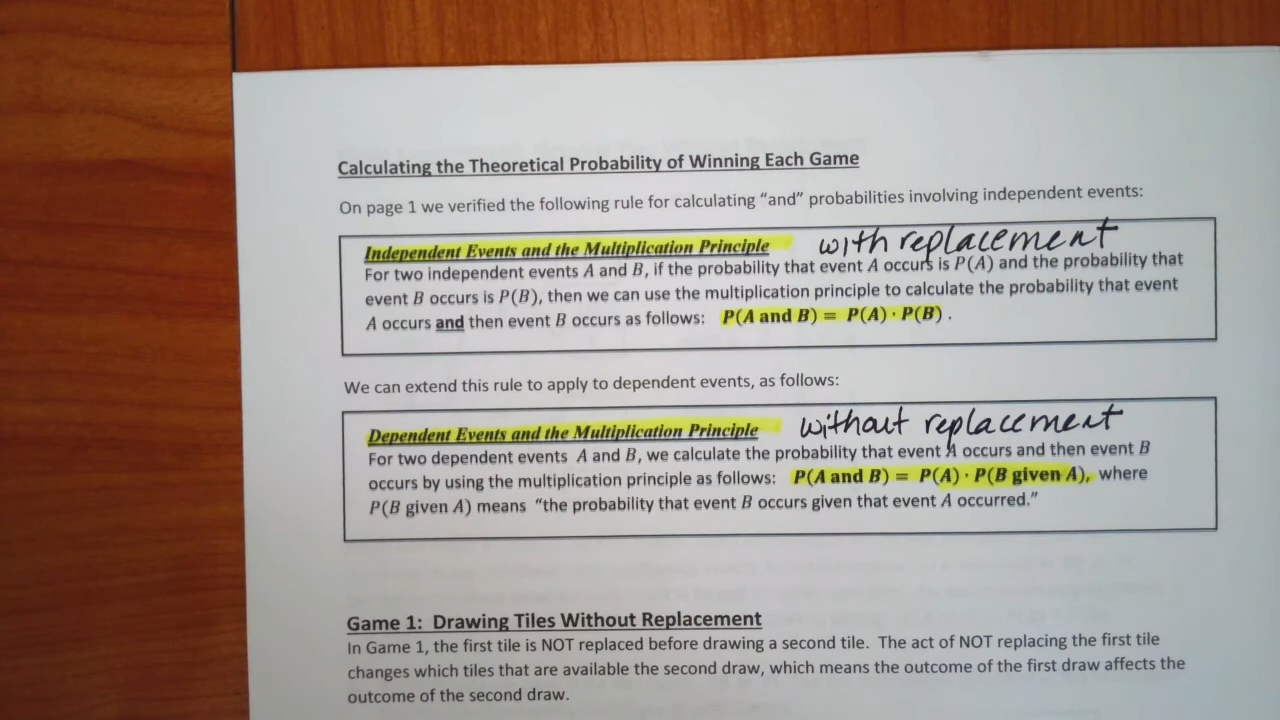 Calculating the Theoretical Probability of Winning Each Game
On page 1 we verified the following rule for calculating “and” probabilities involving independent events:
Independent Events and the Multiplication Principle with replacement
For two independent events A and B, if the probability that event A occurs is P(A) and the probability that
event B occurs is P(B), then we can use the multiplication principle to calculate the probability that event
A occurs and then event B occurs as follows: P(A and B) = P(A) · P(B) .
We can extend this rule to apply to dependent events, as follows:
Dependent Events and the Multiplication Principle without replacement
For two dependent events A and B, we calculate the probability that event A occurs and then event B
occurs by using the multiplication principle as follows: P(A and B) = P(A) · P(B given A), where
P(B given A) means “the probability that event B occurs given that event A occurred.”
Game 1: Drawing Tiles Without Replacement
In Game 1, the first tile is NOT replaced before drawing a second tile. The act of NOT replacing the first tile
changes which tiles that are available the second draw, which means the outcome of the first draw affects the
outcome of the second draw.